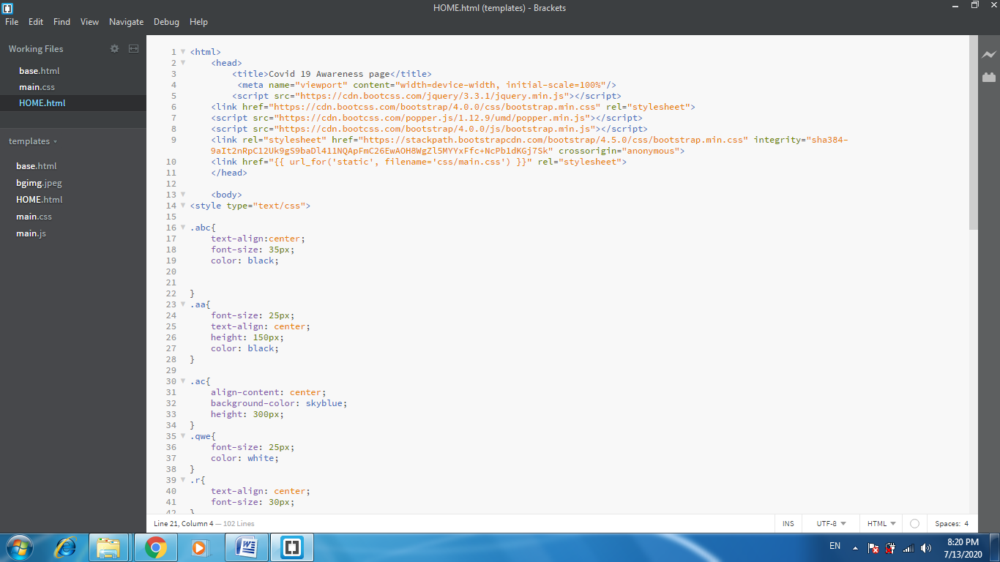 HOME.html (templates) - Brackets
File Edit Find View Navigate Debug Help
Working Files
base.html
main.css
HOME.html
templates
base.html
bgimg.jpeg
HOME.html
main.css
main.js
1 <html>
2 <head>
3 <title>Covid 19 Awareness page</title>
4 <meta name="viewport" content="width=device-width, initial-scale=100%"/>
5 <script src="https://cdn.bootcss.com/jquery/3.3.1/jquery.min.js"></script>
6 <link href="https://cdn.bootcss.com/bootstrap/4.0.0/css/bootstrap.min.css" rel="stylesheet">
7 <script src="https://cdn.bootcss.com/popper.js/1.12.9/umd/popper.min.js"></script>
8 <script src="https://cdn.bootcss.com/bootstrap/4.0.0/js/bootstrap.min.js"></script>
9 <link rel="stylesheet" href="https://stackpath.bootstrapcdn.com/bootstrap/4.5.0/css/bootstrap.min.css" integrity="sha384-
9aIt2nRpC12Uk9gS9baDl411NQApFmC26EwAOH8WgZl5MYYxFfc+NcPb1dKGj7Sk" crossorigin="anonymous">
10 <link href="{{ url_for('static', filename='css/main.css') }}" rel="stylesheet">
11 </head>
12
13 <body>
14 <style type="text/css">
15
16 .abc{
17 text-align:center;
18 font-size: 35px;
19 color: black;
20
21
22 }
23 .aa{
24 font-size: 25px;
25 text-align: center;
26 height: 150px;
27 color: black;
28 }
29
30 .ac{
31 align-content: center;
32 background-color: skyblue;
33 height: 300px;
34 }
35 .qwe{
36 font-size: 25px;
37 color: white;
38 }
39 .r{
40 text-align: center;
41 font-size: 30px;
42 }
Line 21, Column 4 — 102 Lines
INS UTF-8 HTML Spaces: 4
EN
8:20 PM
7/13/2020